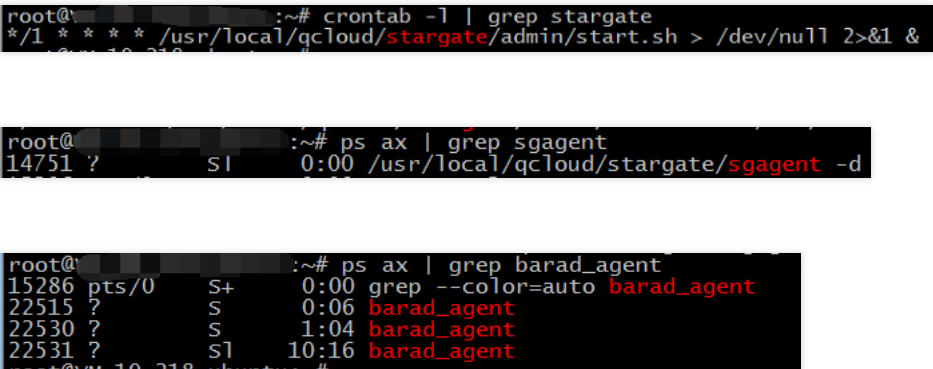 root@ :~# crontab -l | grep stargate
*/1 * * * * /usr/local/qcloud/stargate/admin/start.sh > /dev/null 2>&1 &
root@ :~# ps ax | grep sgagent
14751 ? Sl 0:00 /usr/local/qcloud/stargate/sgagent -d
root@ :~# ps ax | grep barad_agent
15286 pts/0 S+ 0:00 grep --color=auto barad_agent
22515 ? S 0:06 barad_agent
22530 ? S 1:04 barad_agent
22531 ? Sl 10:16 barad_agent